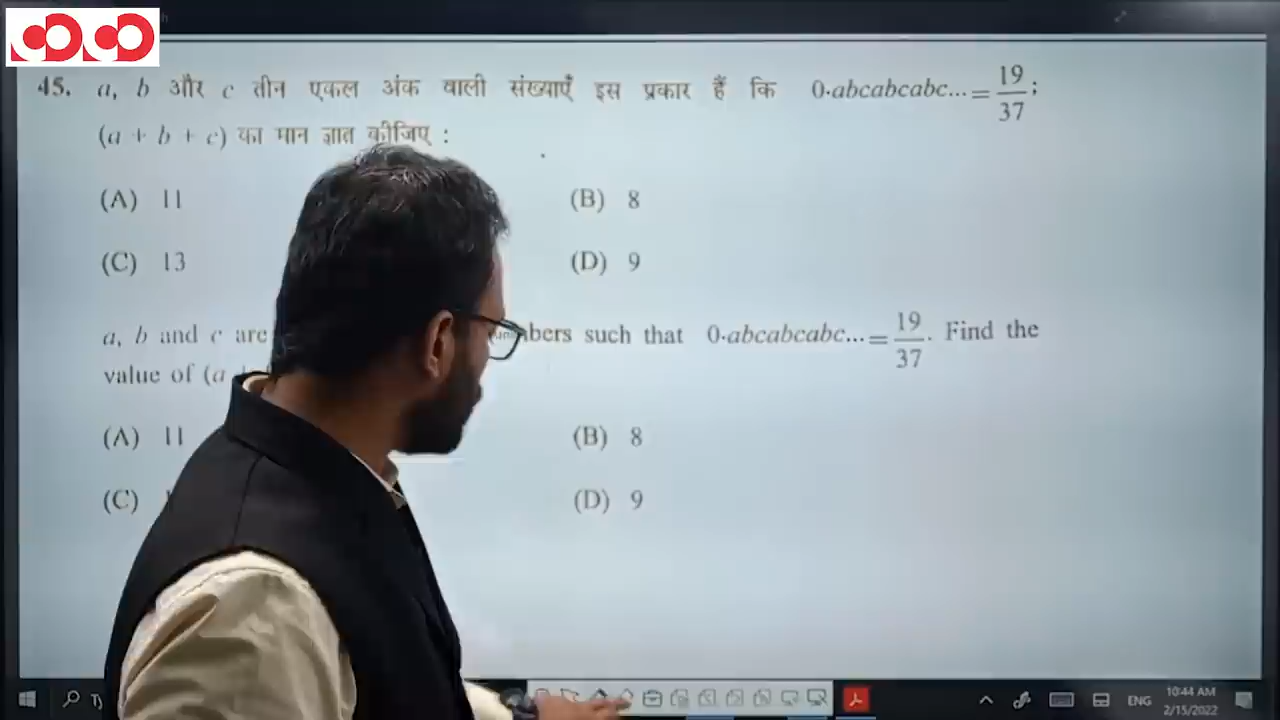 45. a, b और c तीन एकल अंक वाली संख्याएँ इस प्रकार हैं कि 0·abcabcabc... = 19/37 ;
(a + b + c) का मान ज्ञात कीजिए :
(A) 11 (B) 8
(C) 13 (D) 9
a, b and c are such that 0·abcabcabc... = 19/37 . Find the
value of (a
(A) 11 (B) 8
(C) (D) 9
ENG
10:44 AM
2/15/2022